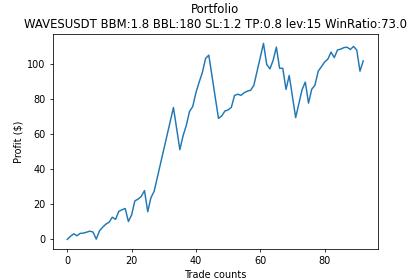 Portfolio
WAVESUSDT BBM:1.8 BBL:180 SL:1.2 TP:0.8 lev:15 WinRatio:73.0
Profit ($)
100
80
60
40
20
0
0 20 40 60 80
Trade counts